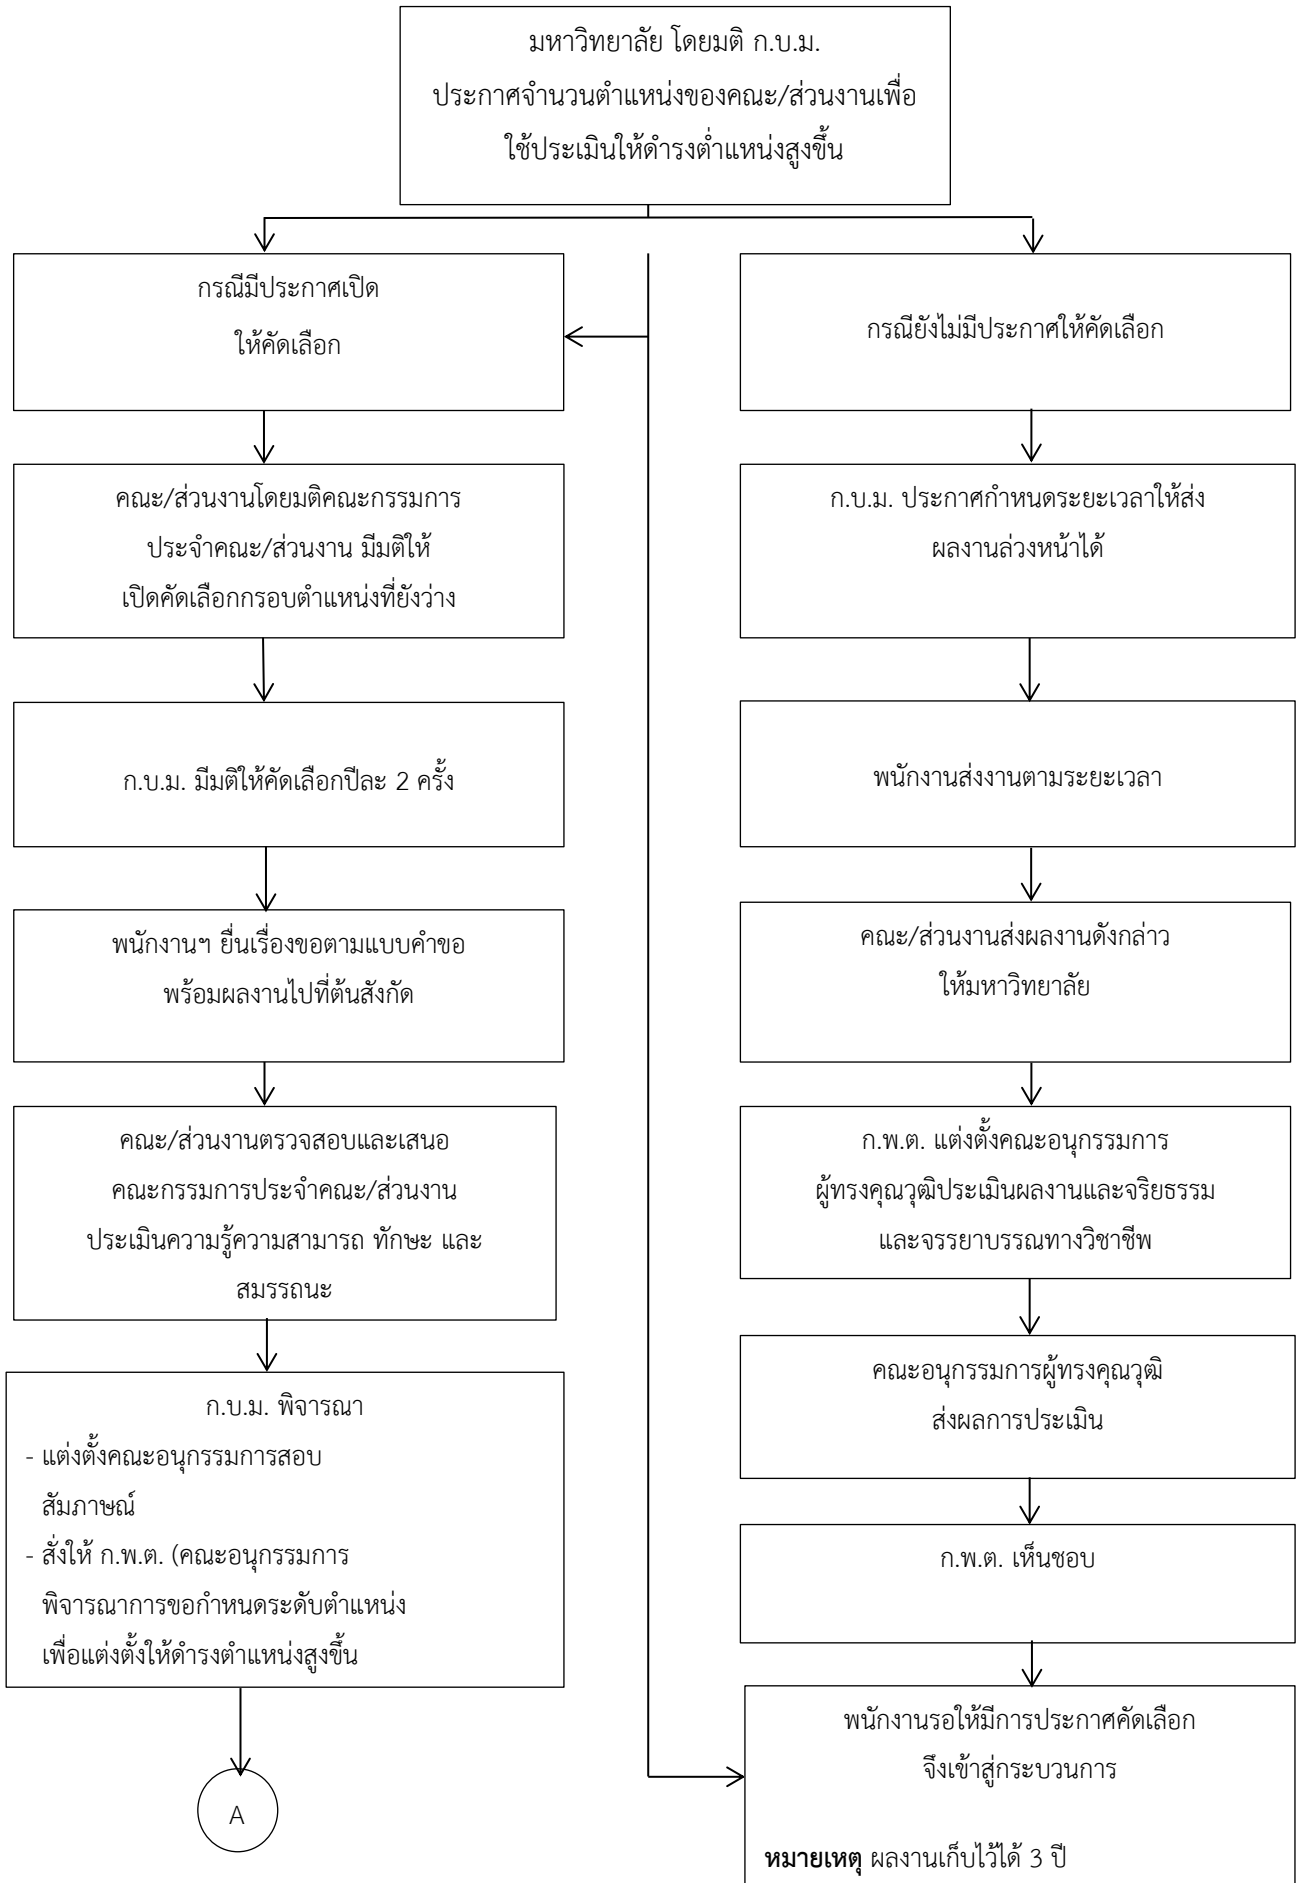 มหาวิทยาลัย โดยมติ ก.บ.ม.
ประกาศจำนวนตำแหน่งของคณะ/ส่วนงานเพื่อ
ใช้ประเมินให้ดำรงตำแหน่งสูงขึ้น
กรณีมีประกาศเปิด
ให้คัดเลือก
คณะ/ส่วนงานโดยมติคณะกรรมการ
ประจำคณะ/ส่วนงาน มีมติให้
เปิดคัดเลือกกรอบตำแหน่งที่ยังว่าง
ก.บ.ม. มีมติให้คัดเลือกปีละ 2 ครั้ง
พนักงานฯ ยื่นเรื่องขอตามแบบคำขอ
พร้อมผลงานไปที่ต้นสังกัด
คณะ/ส่วนงานตรวจสอบและเสนอ
คณะกรรมการประจำคณะ/ส่วนงาน
ประเมินความรู้ความสามารถ ทักษะ และ
สมรรถนะ
ก.บ.ม. พิจารณา
- แต่งตั้งคณะอนุกรรมการสอบ
สัมภาษณ์
- สั่งให้ ก.พ.ต. (คณะอนุกรรมการ
พิจารณาการขอกำหนดระดับตำแหน่ง
เพื่อแต่งตั้งให้ดำรงตำแหน่งสูงขึ้น
A
กรณียังไม่มีประกาศให้คัดเลือก
ก.บ.ม. ประกาศกำหนดระยะเวลาให้ส่ง
ผลงานล่วงหน้าได้
พนักงานส่งงานตามระยะเวลา
คณะ/ส่วนงานส่งผลงานดังกล่าว
ให้มหาวิทยาลัย
ก.พ.ต. แต่งตั้งคณะอนุกรรมการ
ผู้ทรงคุณวุฒิประเมินผลงานและจริยธรรม
และจรรยาบรรณทางวิชาชีพ
คณะอนุกรรมการผู้ทรงคุณวุฒิ
ส่งผลการประเมิน
ก.พ.ต. เห็นชอบ
พนักงานรอให้มีการประกาศคัดเลือก
จึงเข้าสู่กระบวนการ
หมายเหตุ ผลงานเก็บไว้ได้ 3 ปี